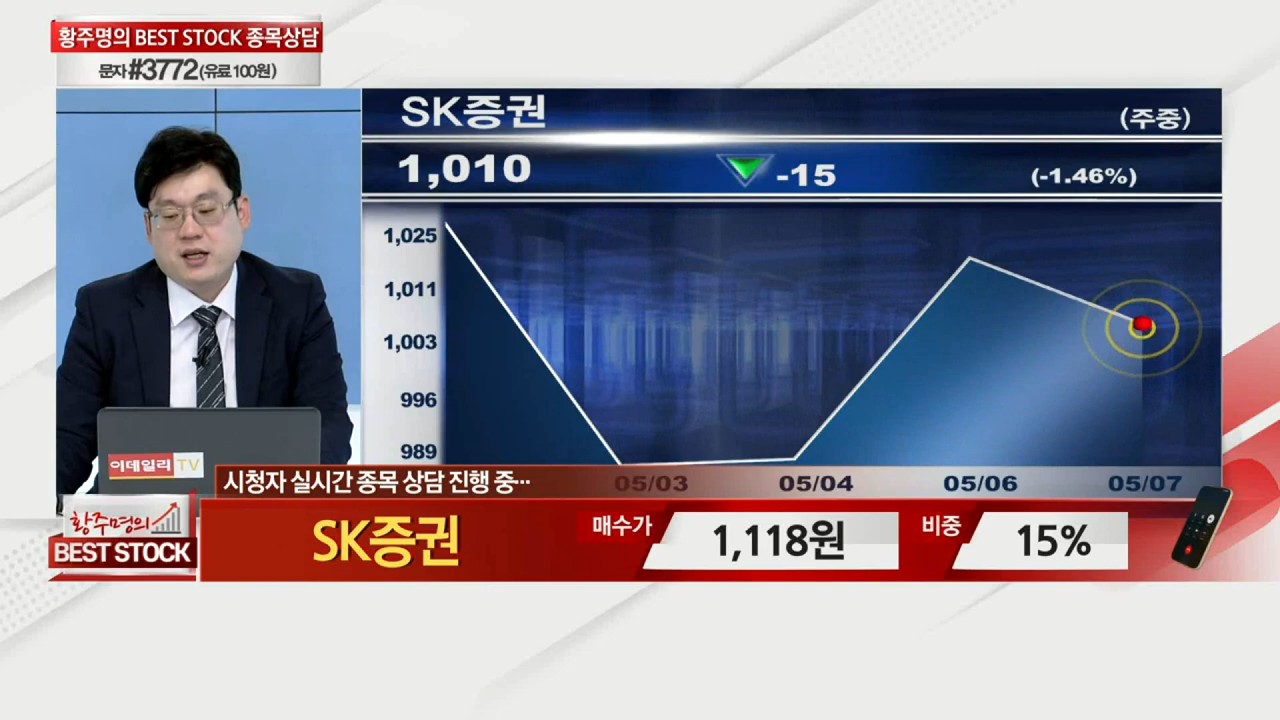 황주명의 BEST STOCK 종목상담
문자 #3772 (유료 100원)
SK증권
(주중)
1,010
-15
(-1.46%)
1,025
1,011
1,003
996
989
05/03
05/04
05/06
05/07
이데일리 TV
시청자 실시간 종목 상담 진행 중…
황주명의
BEST STOCK
SK증권
매수가
1,118원
비중
15%